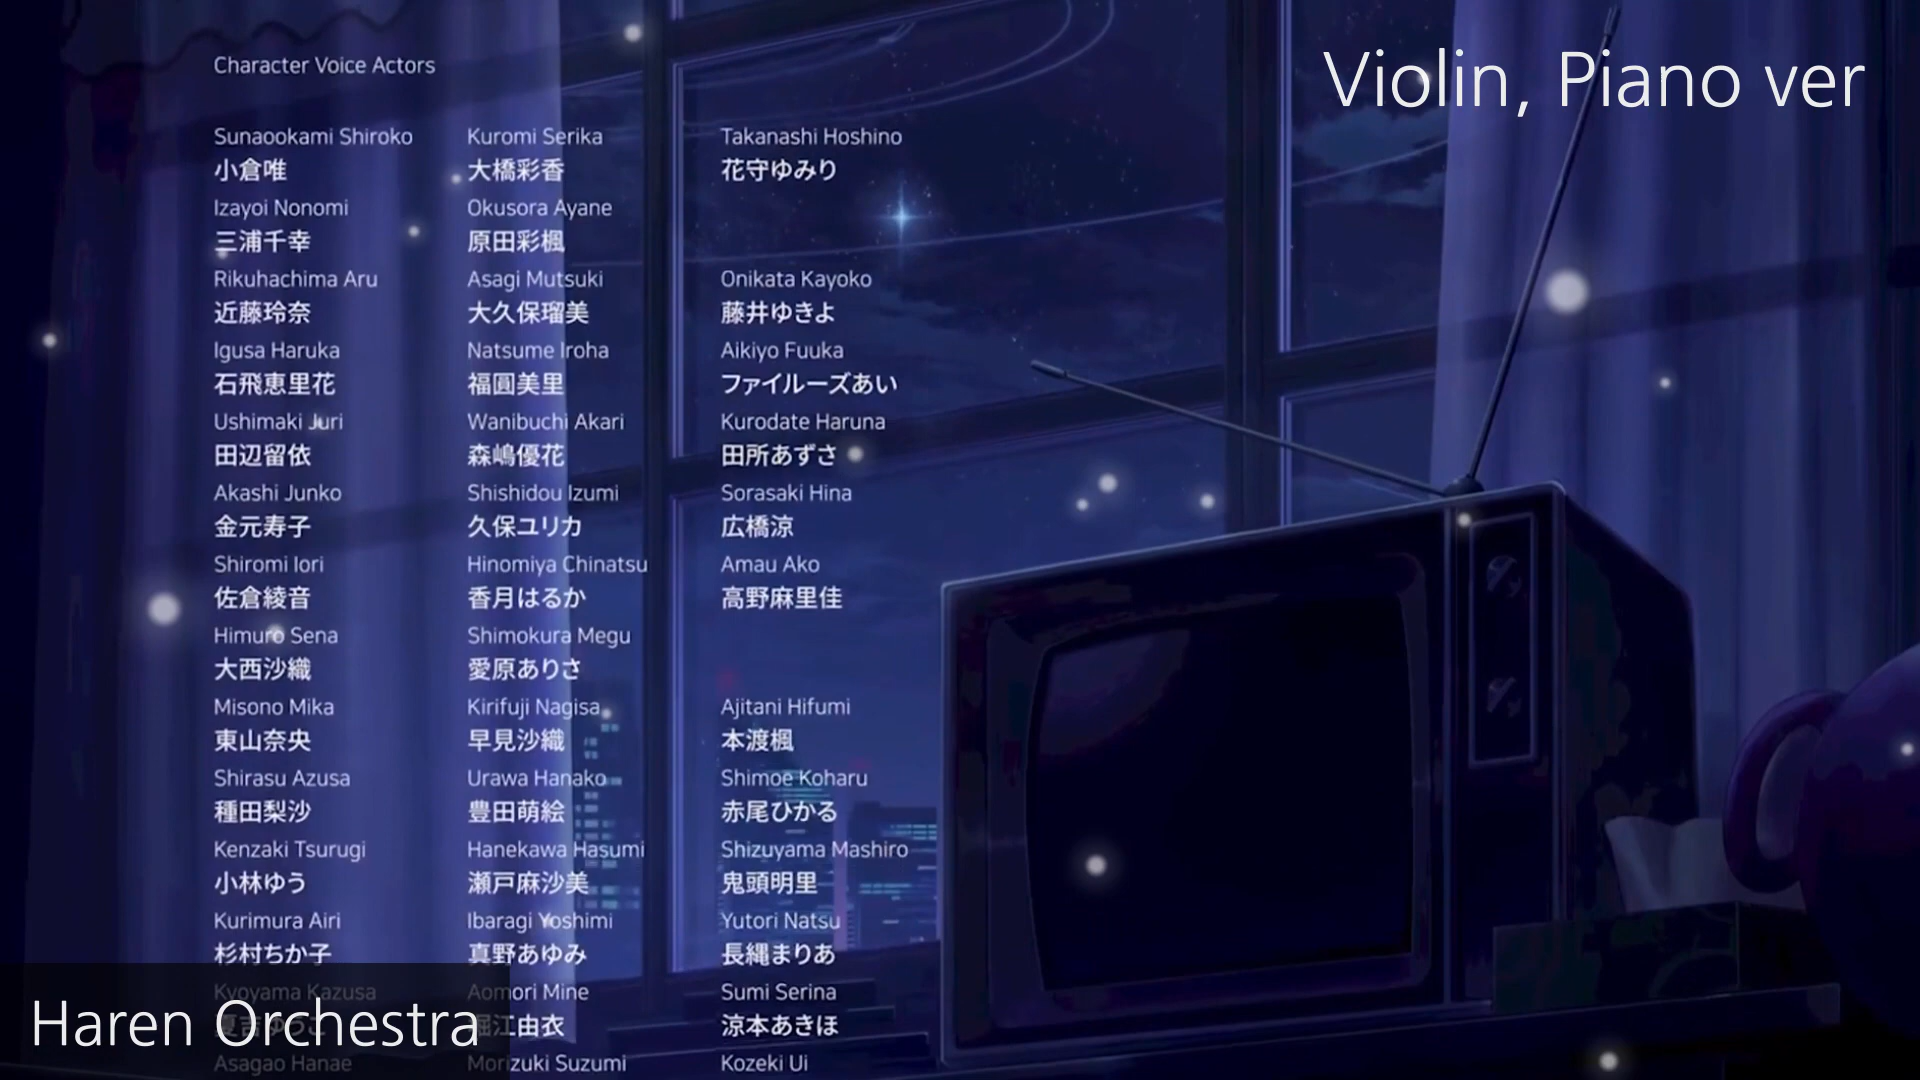 Violin, Piano ver
Character Voice Actors
Sunaookami Shiroko Kuromi Serika Takanashi Hoshino
小倉唯 大橋彩香 花守ゆみり
Izayoi Nonomi Okusora Ayane
三浦千幸 原田彩楓
Rikuhachima Aru Asagi Mutsuki Onikata Kayoko
近藤玲奈 大久保瑠美 藤井ゆきよ
Igusa Haruka Natsume Iroha Aikiyo Fuuka
石飛恵里花 福圓美里 ファイルーズあい
Ushimaki Juri Wanibuchi Akari Kurodate Haruna
田辺留依 森嶋優花 田所あずさ
Akashi Junko Shishidou Izumi Sorasaki Hina
金元寿子 久保ユリカ 広橋涼
Shiromi Iori Hinomiya Chinatsu Amau Ako
佐倉綾音 香月はるか 高野麻里佳
Himuro Sena Shimokura Megu
大西沙織 愛原ありさ
Misono Mika Kirifuji Nagisa Ajitani Hifumi
東山奈央 早見沙織 本渡楓
Shirasu Azusa Urawa Hanako Shimoe Koharu
種田梨沙 豊田萌絵 赤尾ひかる
Kenzaki Tsurugi Hanekawa Hasumi Shizuyama Mashiro
小林ゆう 瀬戸麻沙美 鬼頭明里
Kurimura Airi Ibaragi Yoshimi Yutori Natsu
杉村ちか子 真野あゆみ 長縄まりあ
Kyoyama Kazusa Aomori Mine Sumi Serina
夏吉ゆうこ 堀江由衣 涼本あきほ
Asagao Hanae Morizuki Suzumi Kozeki Ui
Haren Orchestra